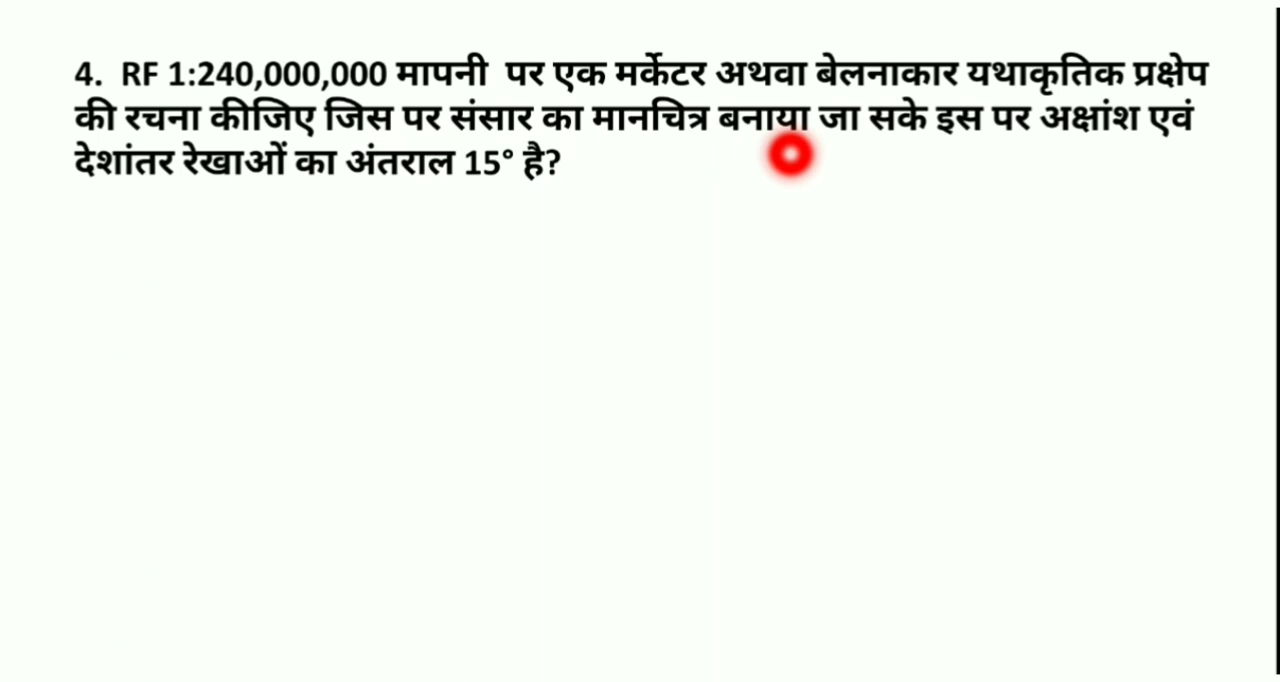 4. RF 1:240,000,000 मापनी पर एक मर्केटर अथवा बेलनाकार यथाकृतिक प्रक्षेप
की रचना कीजिए जिस पर संसार का मानचित्र बनाया जा सके इस पर अक्षांश एवं
देशांतर रेखाओं का अंतराल 15° है?